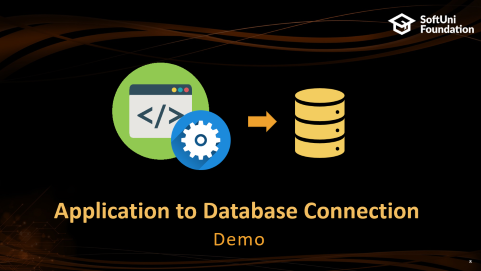 SoftUni
Foundation
</>
Application to Database Connection
Demo